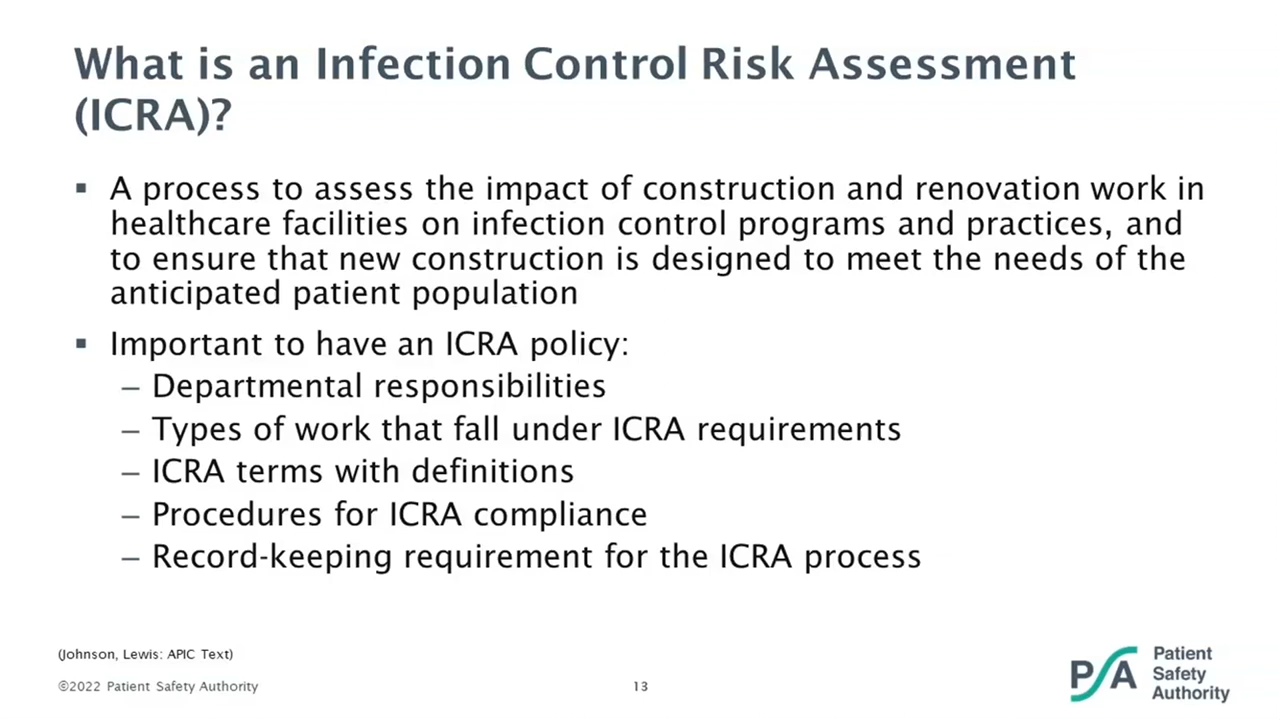 What is an Infection Control Risk Assessment
(ICRA)?
▪ A process to assess the impact of construction and renovation work in
healthcare facilities on infection control programs and practices, and
to ensure that new construction is designed to meet the needs of the
anticipated patient population
▪ Important to have an ICRA policy:
– Departmental responsibilities
– Types of work that fall under ICRA requirements
– ICRA terms with definitions
– Procedures for ICRA compliance
– Record-keeping requirement for the ICRA process
(Johnson, Lewis: APIC Text)
©2022 Patient Safety Authority
13
PSA
Patient
Safety
Authority